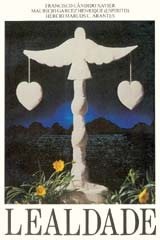 FRANCISCO CÂNDIDO XAVIER
MAURÍCIO GARCEZ HENRIQUE (ESPÍRITO)
HÉRCIO MARCOS C. ARANTES
LEALDADE